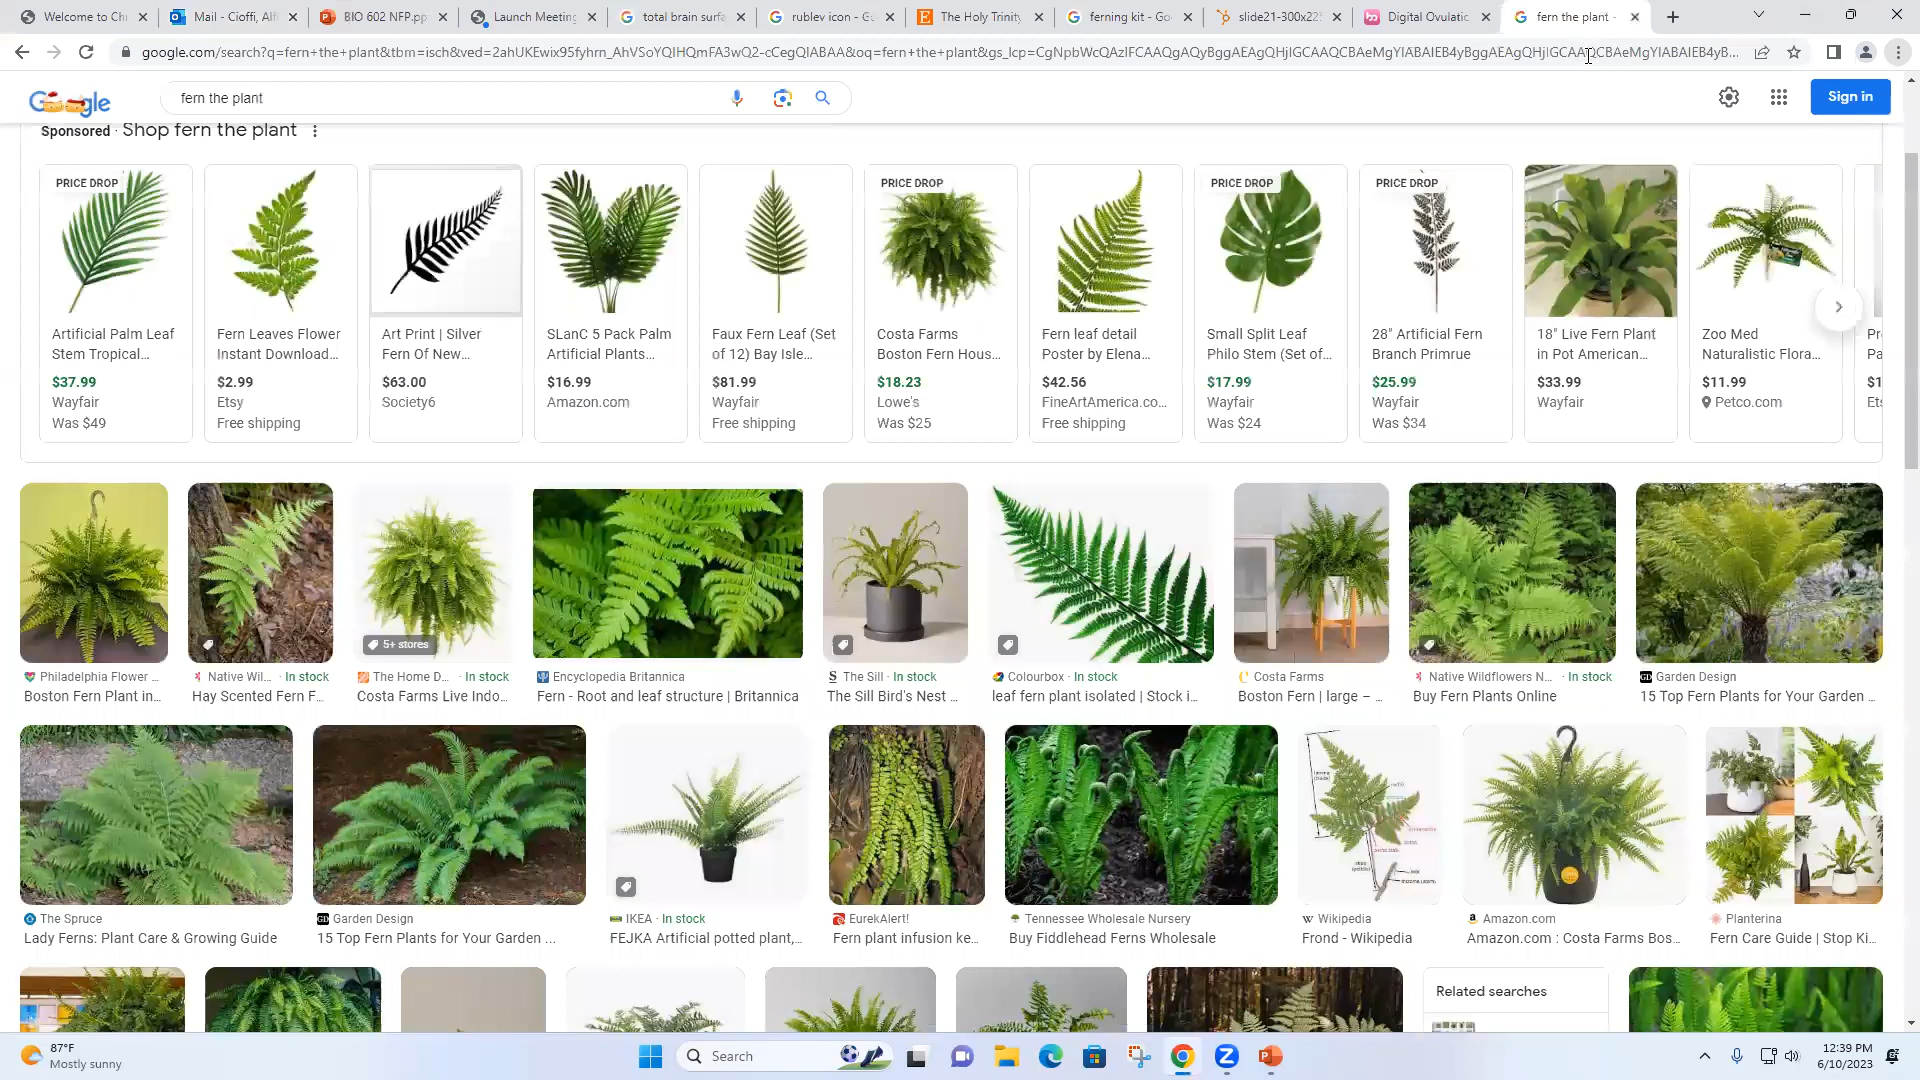 Welcome to Ch
Mail - Cioffi, Alf
BIO 602 NFP.pp
Launch Meeting
total brain surfa
rublev icon - G
The Holy Trinity
ferning kit - Go
slide21-300x225
Digital Ovulatic
fern the plant -
fern the plant
Sign in
Sponsored · Shop fern the plant
PRICE DROP
PRICE DROP
PRICE DROP
PRICE DROP
Artificial Palm Leaf
Stem Tropical...
$37.99
Wayfair
Was $49
Fern Leaves Flower
Instant Download...
$2.99
Etsy
Free shipping
Art Print | Silver
Fern Of New...
$63.00
Society6
SLanC 5 Pack Palm
Artificial Plants...
$16.99
Amazon.com
Faux Fern Leaf (Set
of 12) Bay Isle...
$81.99
Wayfair
Free shipping
Costa Farms
Boston Fern Hous...
$18.23
Lowe's
Was $25
Fern leaf detail
Poster by Elena...
$42.56
FineArtAmerica.co...
Free shipping
Small Split Leaf
Philo Stem (Set of...
$17.99
Wayfair
Was $24
28" Artificial Fern
Branch Primrue
$25.99
Wayfair
Was $34
18" Live Fern Plant
in Pot American...
$33.99
Wayfair
Zoo Med
Naturalistic Flora...
$11.99
Petco.com
5+ stores
Philadelphia Flower ...
Boston Fern Plant in...
Native Wil... · In stock
Hay Scented Fern F...
The Home D... · In stock
Costa Farms Live Indo...
Encyclopedia Britannica
Fern - Root and leaf structure | Britannica
The Sill · In stock
The Sill Bird's Nest ...
Colourbox · In stock
leaf fern plant isolated | Stock i...
Costa Farms
Boston Fern | large – ...
Native Wildflowers N... · In stock
Buy Fern Plants Online
Garden Design
15 Top Fern Plants for Your Garden ...
The Spruce
Lady Ferns: Plant Care & Growing Guide
Garden Design
15 Top Fern Plants for Your Garden ...
IKEA · In stock
FEJKA Artificial potted plant,...
EurekAlert!
Fern plant infusion ke...
Tennessee Wholesale Nursery
Buy Fiddlehead Ferns Wholesale
Wikipedia
Frond - Wikipedia
Amazon.com
Amazon.com : Costa Farms Bos...
Planterina
Fern Care Guide | Stop Ki...
Related searches
87°F
Mostly sunny
Search
12:39 PM
6/10/2023